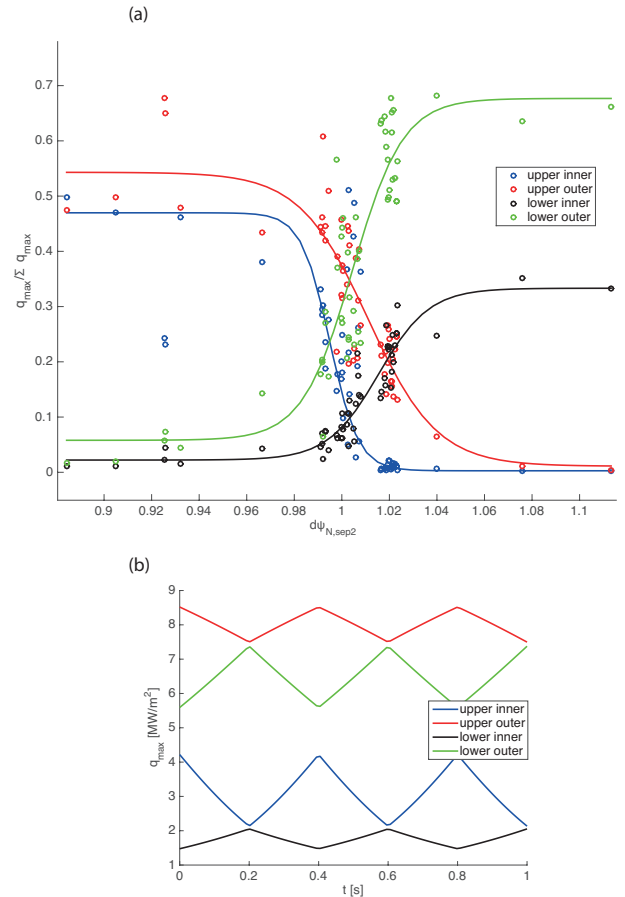 (a)
0.7
0.6
0.5
0.4
0.3
0.2
0.1
0
q_max/Σ q_max
upper inner
upper outer
lower inner
lower outer
0.9 0.92 0.94 0.96 0.98 1 1.02 1.04 1.06 1.08 1.1
dψ_N,sep2
(b)
9
8
7
6
5
4
3
2
1
q_max [MW/m²]
upper inner
upper outer
lower inner
lower outer
0 0.2 0.4 0.6 0.8 1
t [s]